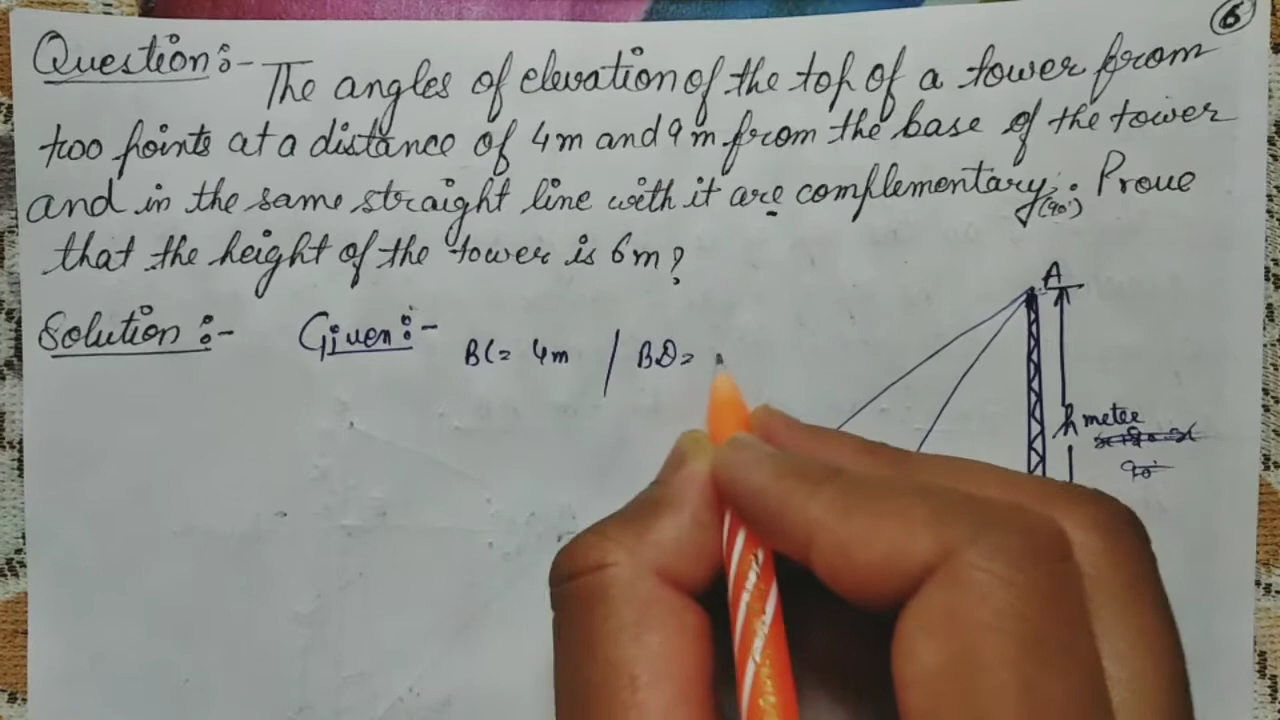 6
Question :- The angles of elevation of the top of a tower from
two points at a distance of 4m and 9m from the base of the tower
and in the same straight line with it are complementary. Prove
(90°)
that the height of the tower is 6m?
Solution :- Given :- BC = 4m / BD =
A
h meter
90°